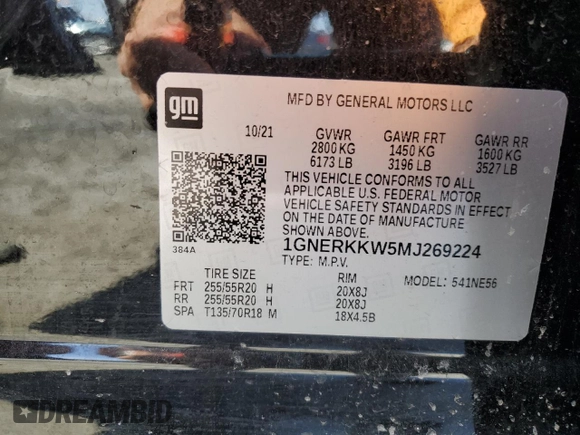 gm
MFD BY GENERAL MOTORS LLC
10/21 GVWR GAWR FRT GAWR RR
2800 KG 1450 KG 1600 KG
6173 LB 3196 LB 3527 LB
THIS VEHICLE CONFORMS TO ALL
APPLICABLE U.S. FEDERAL MOTOR
VEHICLE SAFETY STANDARDS IN EFFECT
ON THE DATE OF MANUFACTURE
SHOWN ABOVE.
384A
1GNERKKW5MJ269224
TYPE: M.P.V. MODEL: 541NE56
TIRE SIZE RIM
FRT 255/55R20 H 20X8J
RR 255/55R20 H 20X8J
SPA T135/70R18 M 18X4.5B
DREAMBID